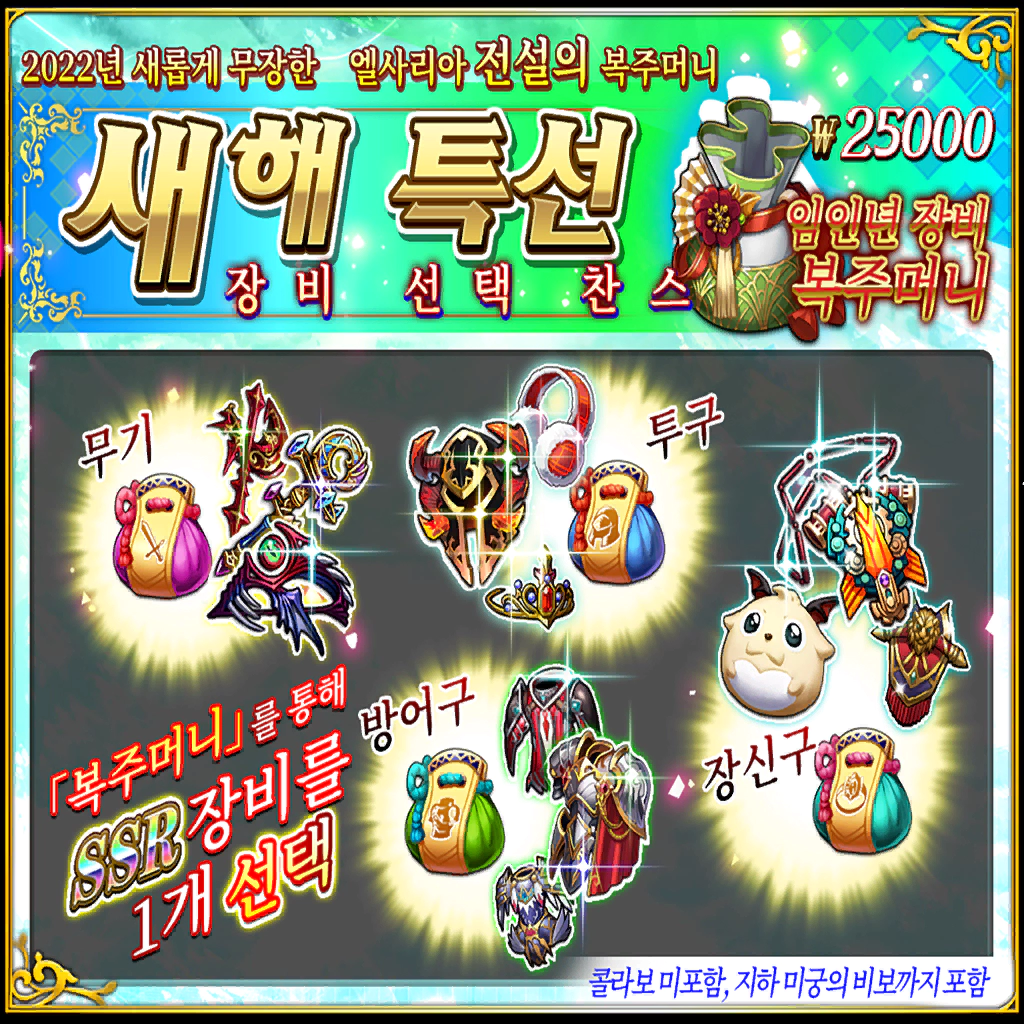 2022년 새롭게 무장한 엘사리아 전설의 복주머니
새해 특선
장비 선택 찬스
₩25000
임인년 장비
복주머니
무기
투구
방어구
장신구
「복주머니」를 통해
SSR 장비를
1개 선택
콜라보 미포함, 지하 미궁의 비보까지 포함